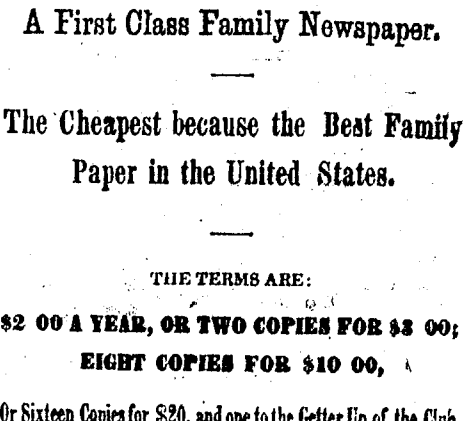 A First Class Family Newspaper.
The Cheapest because the Best Family
Paper in the United States.
THE TERMS ARE:
$2 00 A YEAR, OR TWO COPIES FOR $3 00;
EIGHT COPIES FOR $10 00,
Or Sixteen Copies for $20, and one to the Getter Up of the Club